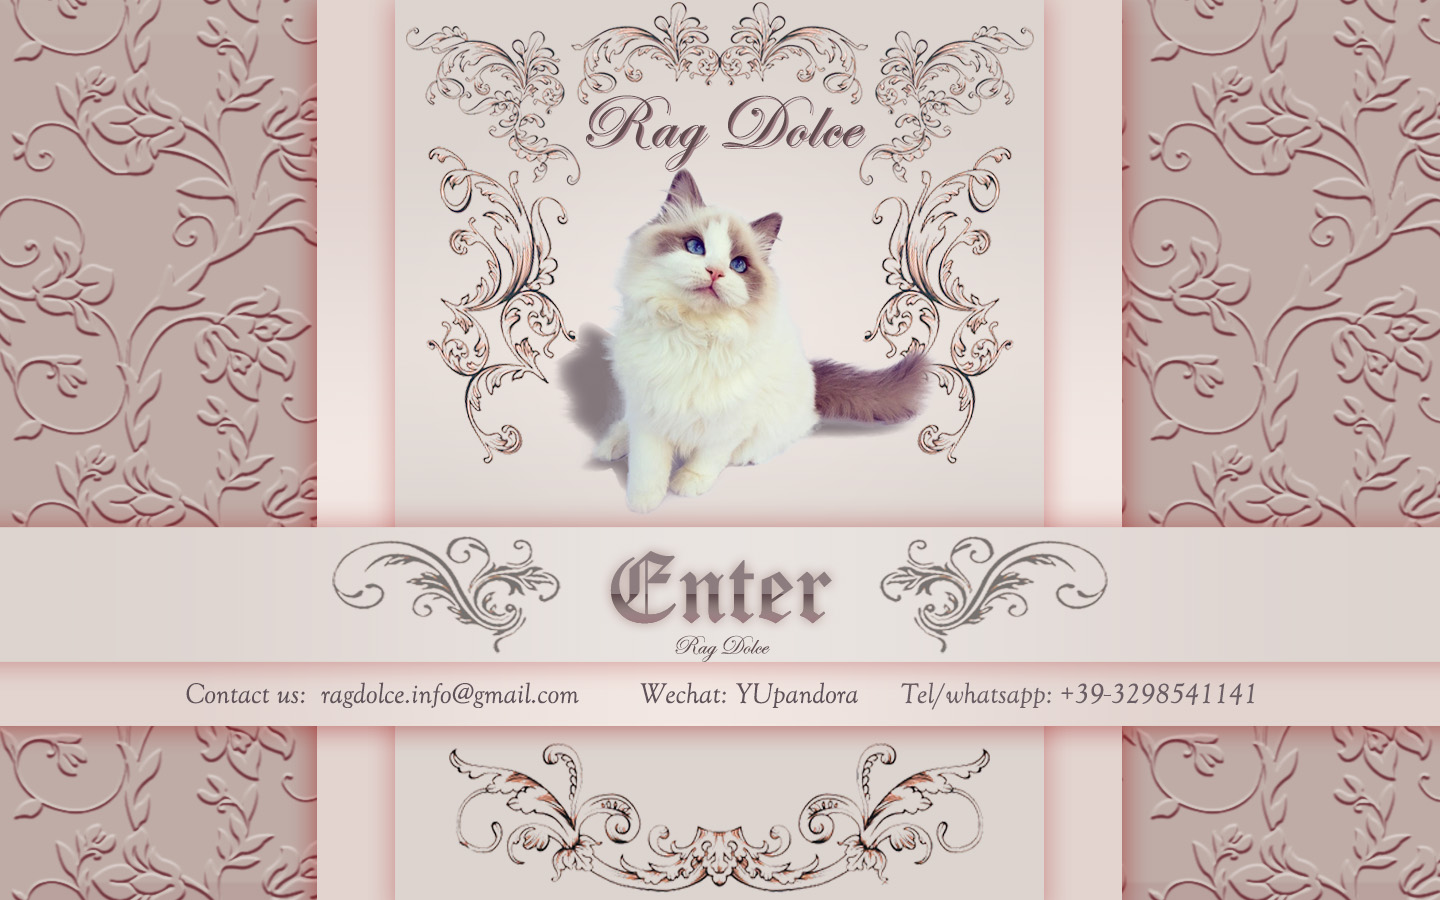 Rag Dolce
Enter
Rag Dolce
Contact us: ragdolce.info@gmail.com Wechat: YUpandora Tel/whatsapp: +39-3298541141